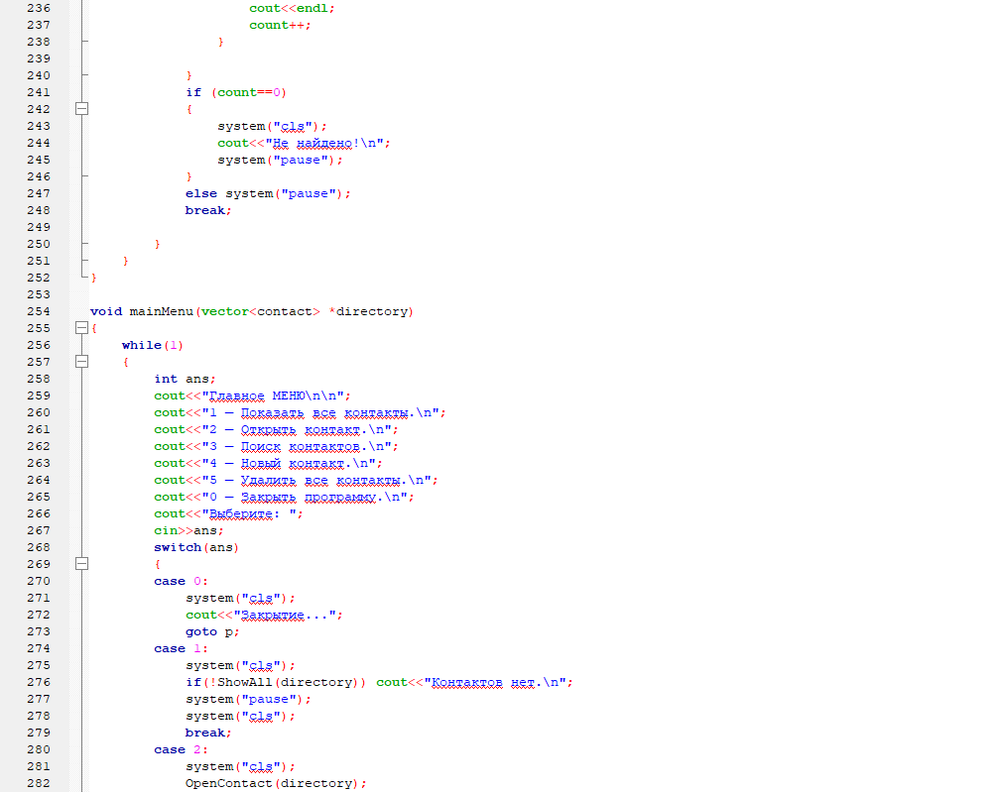 236                         cout<<endl;
237                         count++;
238                     }
239
240                 }
241                 if (count==0)
242                 {
243                     system("cls");
244                     cout<<"Не найдено!\n";
245                     system("pause");
246                 }
247                 else system("pause");
248                 break;
249
250             }
251         }
252     }
253
254     void mainMenu(vector<contact> *directory)
255     {
256         while(1)
257         {
258             int ans;
259             cout<<"Главное МЕНЮ\n\n";
260             cout<<"1 — Показать все контакты.\n";
261             cout<<"2 — Открыть контакт.\n";
262             cout<<"3 — Поиск контактов.\n";
263             cout<<"4 — Новый контакт.\n";
264             cout<<"5 — Удалить все контакты.\n";
265             cout<<"0 — Закрыть программу.\n";
266             cout<<"Выберите: ";
267             cin>>ans;
268             switch(ans)
269             {
270             case 0:
271                 system("cls");
272                 cout<<"Закрытие...";
273                 goto p;
274             case 1:
275                 system("cls");
276                 if(!ShowAll(directory)) cout<<"Контактов нет.\n";
277                 system("pause");
278                 system("cls");
279                 break;
280             case 2:
281                 system("cls");
282                 OpenContact(directory);